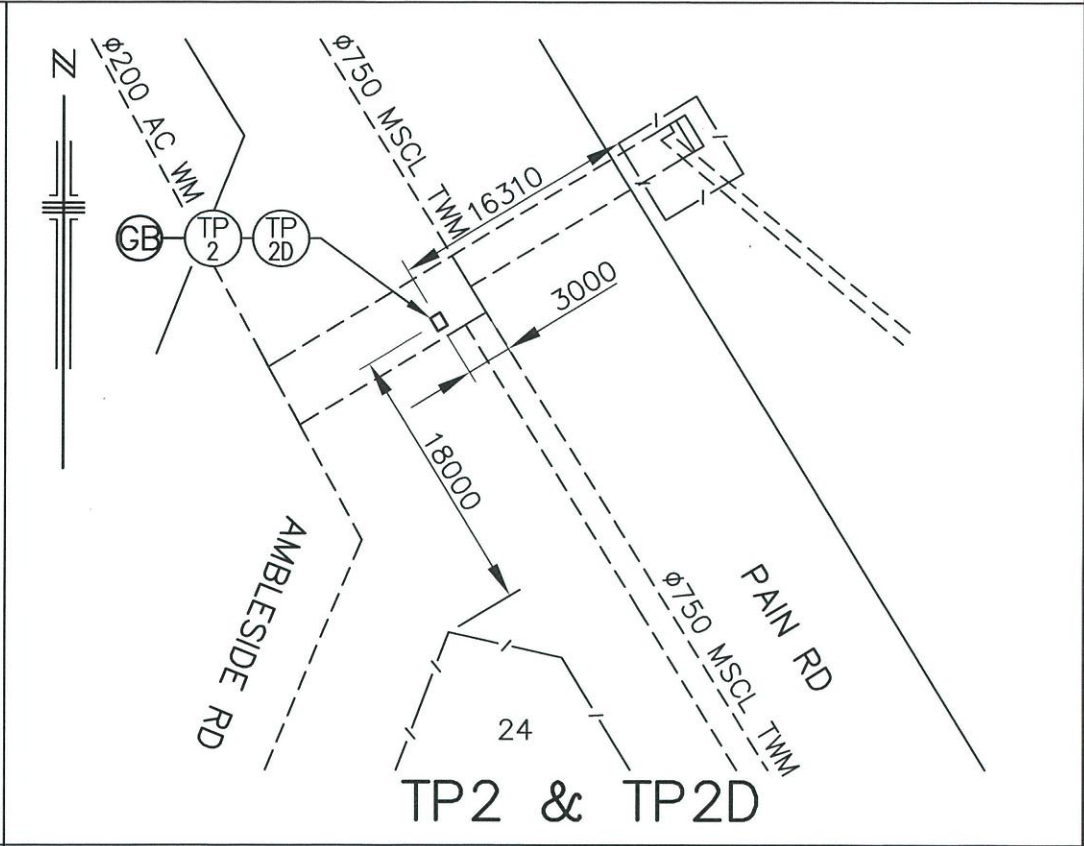 N
ϕ200 AC WM
ϕ750 MSCL TWM
16310
GB
TP
2
TP
2D
3000
18000
AMBLESIDE RD
PAIN RD
ϕ750 MSCL TWM
24
TP2 & TP2D